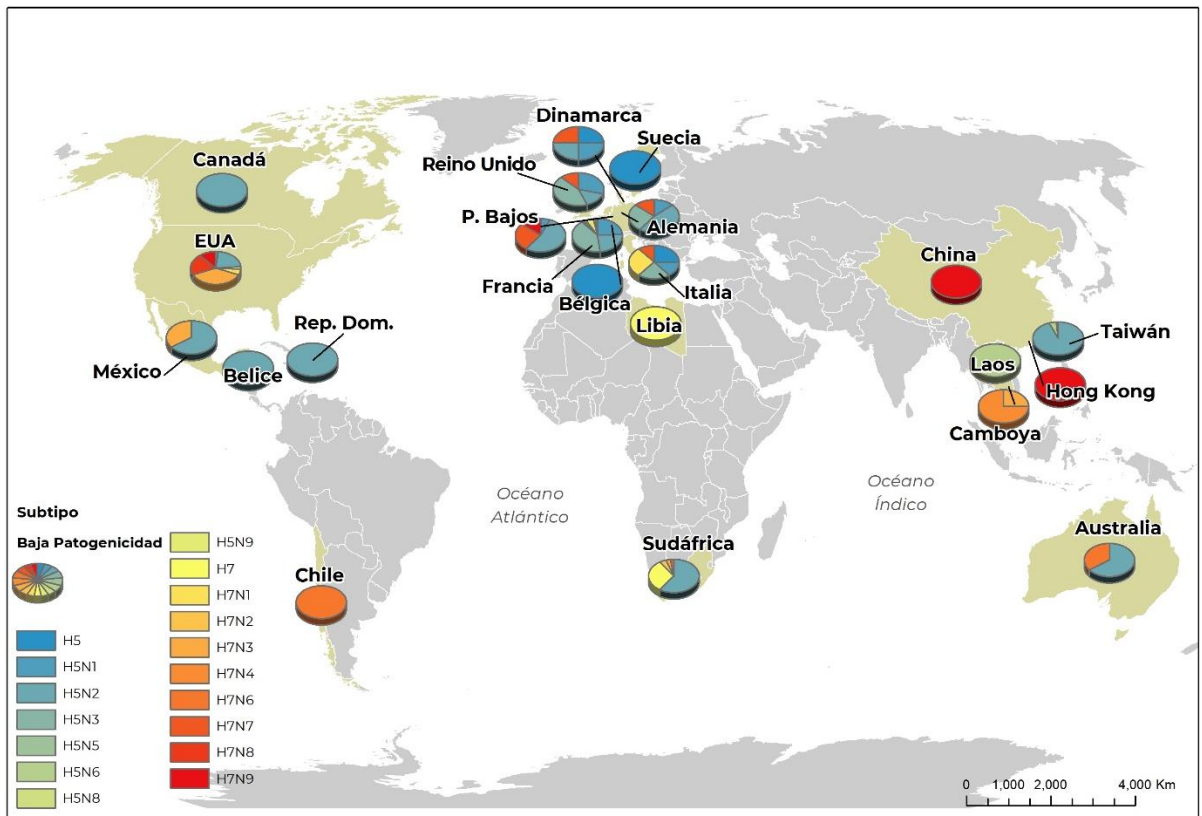 Dinamarca
Suecia
Canadá
Reino Unido
P. Bajos
Alemania
EUA
China
Francia
Bélgica
Italia
Rep. Dom.
Libia
Taiwán
México
Belice
Laos
Hong Kong
Camboya
Océano
Atlántico
Océano
Índico
Subtipo
Baja Patogenicidad
H5
H5N1
H5N2
H5N3
H5N5
H5N6
H5N8
H5N9
H7
H7N1
H7N2
H7N3
H7N4
H7N6
H7N7
H7N8
H7N9
Chile
Sudáfrica
Australia
0 1,000 2,000 4,000 Km